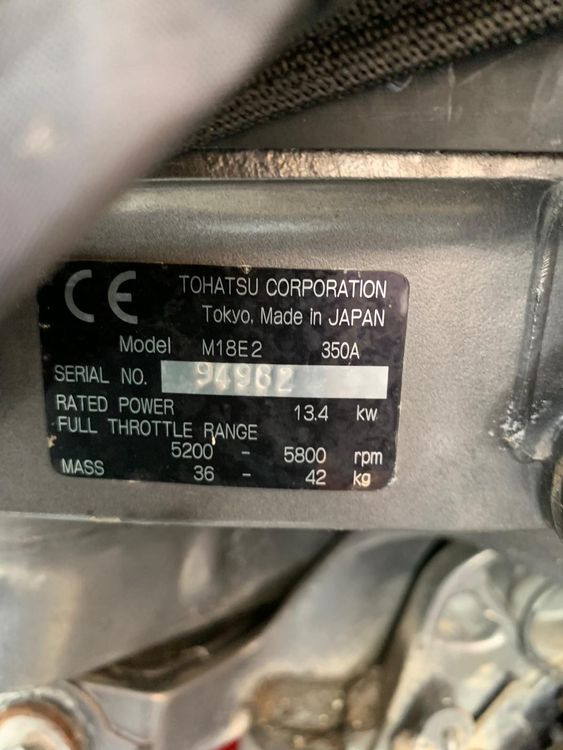 CE TOHATSU CORPORATION
Tokyo, Made in JAPAN
Model M18E2 350A
SERIAL NO. 94962
RATED POWER 13.4 kw
FULL THROTTLE RANGE
5200 - 5800 rpm
MASS 36 - 42 kg